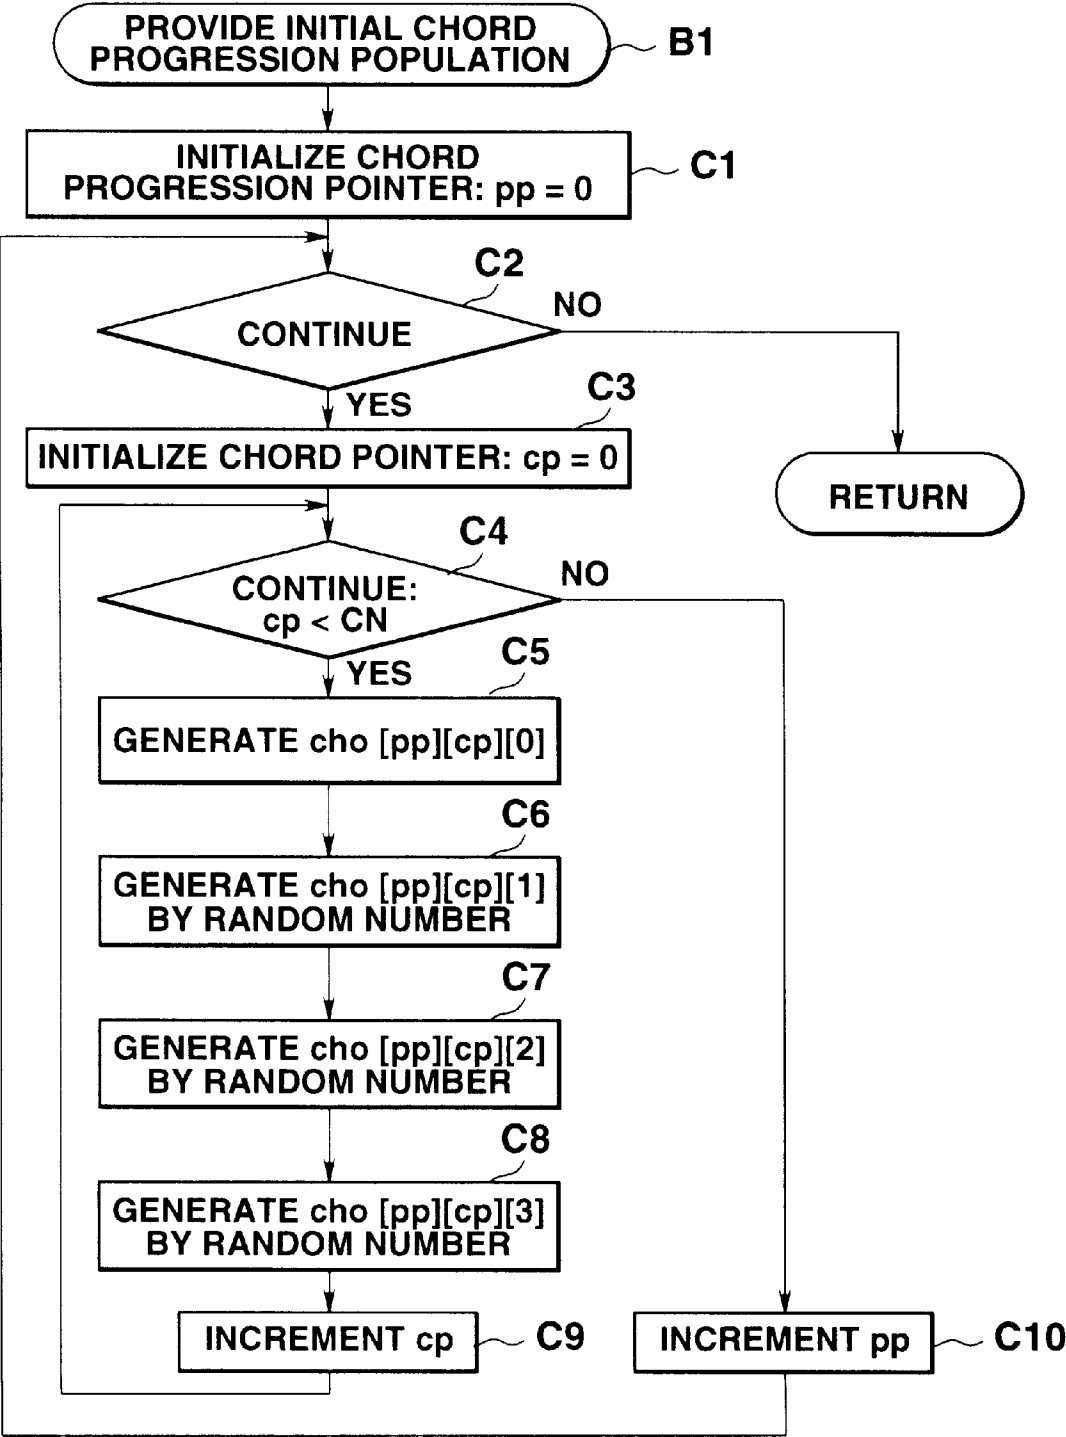 PROVIDE INITIAL CHORD
PROGRESSION POPULATION
B1
INITIALIZE CHORD
PROGRESSION POINTER: pp = 0
C1
C2
CONTINUE
NO
YES
C3
INITIALIZE CHORD POINTER: cp = 0
RETURN
C4
CONTINUE:
cp < CN
NO
YES
C5
GENERATE cho [pp][cp][0]
C6
GENERATE cho [pp][cp][1]
BY RANDOM NUMBER
C7
GENERATE cho [pp][cp][2]
BY RANDOM NUMBER
C8
GENERATE cho [pp][cp][3]
BY RANDOM NUMBER
INCREMENT cp
C9
INCREMENT pp
C10